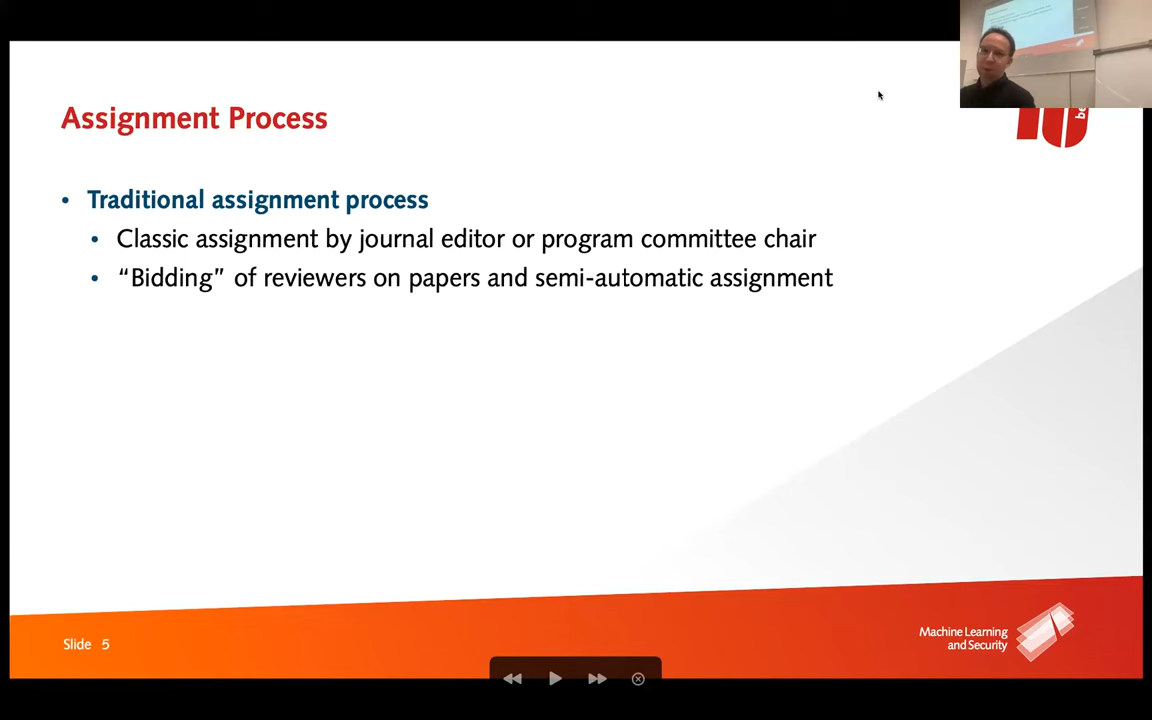 Assignment Process
• Traditional assignment process
• Classic assignment by journal editor or program committee chair
• “Bidding” of reviewers on papers and semi-automatic assignment
Slide 5
Machine Learning
and Security